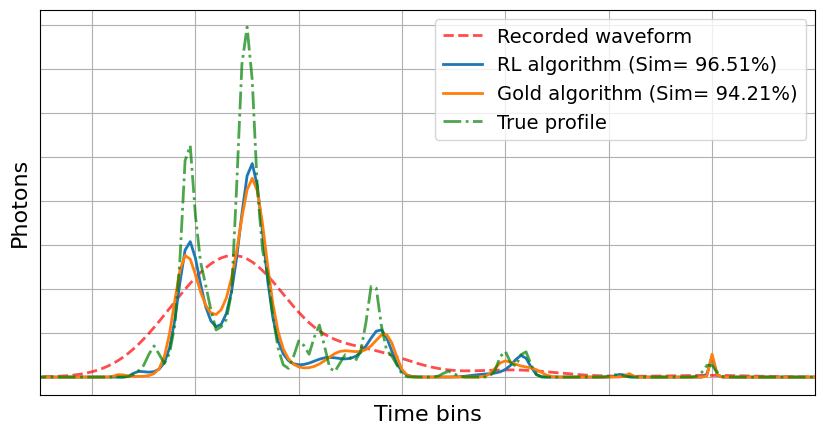 Recorded waveform
RL algorithm (Sim= 96.51%)
Gold algorithm (Sim= 94.21%)
True profile
Photons
Time bins